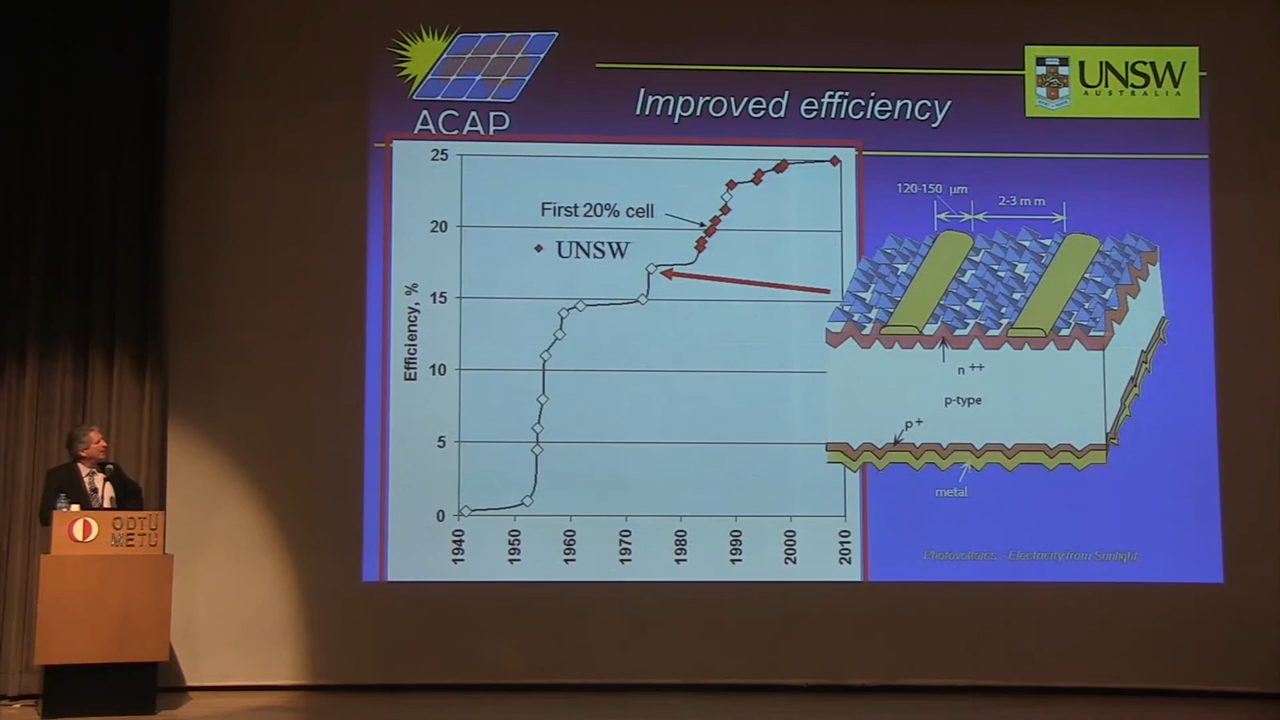 ACAP
Improved efficiency
UNSW
AUSTRALIA
25
20
15
10
5
0
Efficiency, %
First 20% cell
UNSW
1940
1950
1960
1970
1980
1990
2000
2010
120-150 µm
2-3 mm
n++
p-type
p+
metal
Photovoltaics - Electricity from Sunlight
ODTÜ
METU